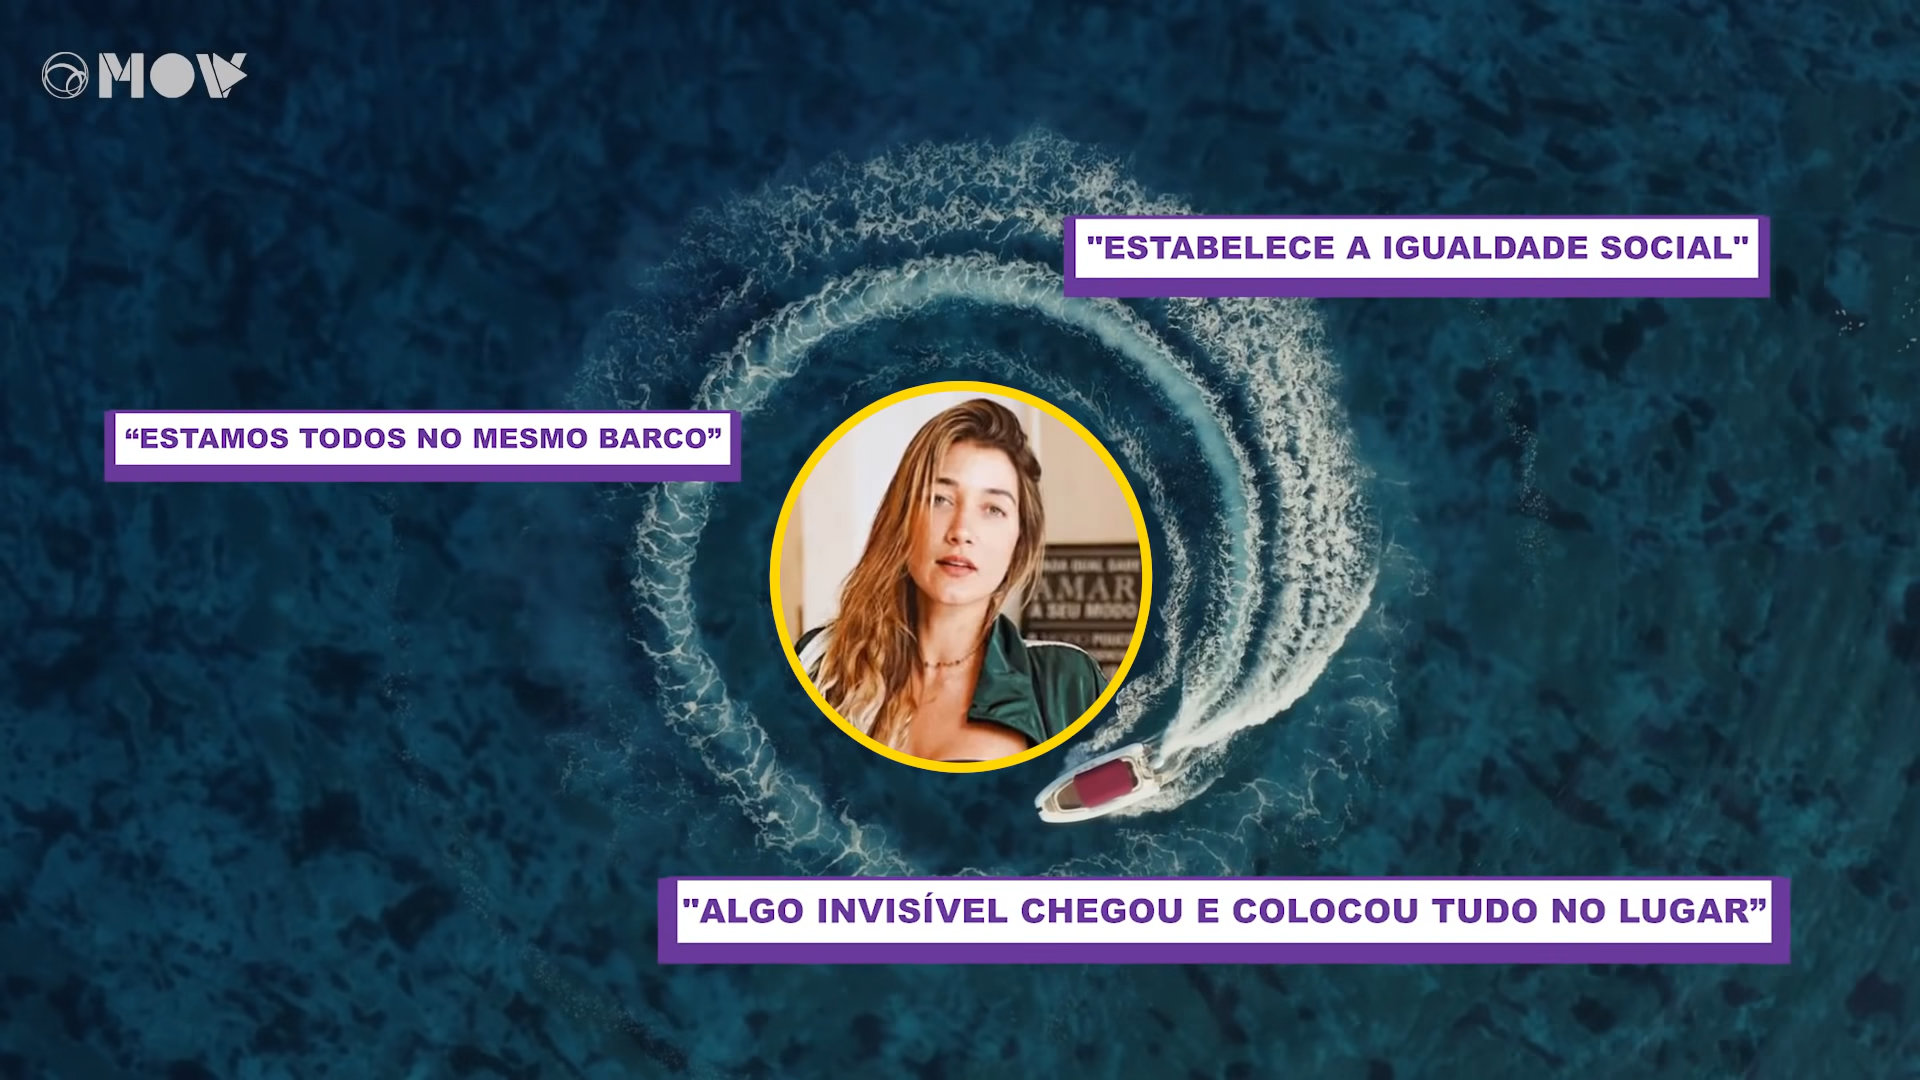 MOV
"ESTABELECE A IGUALDADE SOCIAL"
“ESTAMOS TODOS NO MESMO BARCO”
AMAR
A SEU MODO
"ALGO INVISÍVEL CHEGOU E COLOCOU TUDO NO LUGAR”